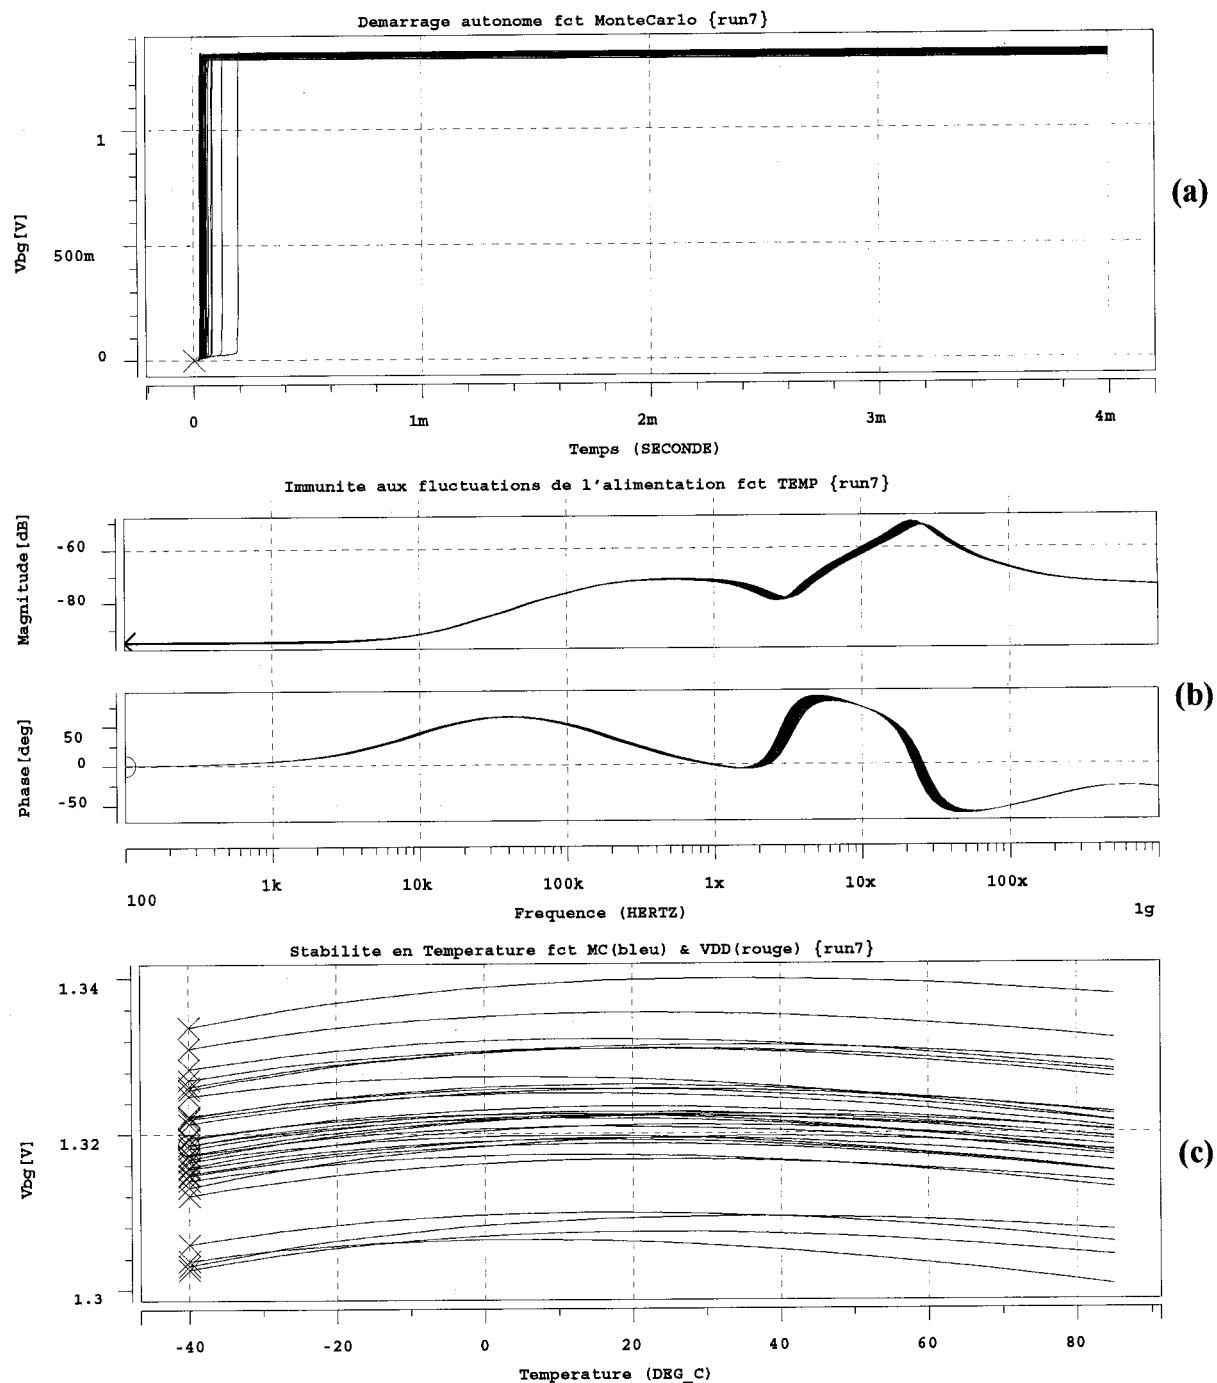 Demarrage autonome fct MonteCarlo {run7}
Vbg[V]
1
500m
0
0
1m
2m
3m
4m
Temps (SECONDE)
(a)
Immunite aux fluctuations de l'alimentation fct TEMP {run7}
Magnitude[dB]
-60
-80
Phase[deg]
50
0
-50
(b)
100
1k
10k
100k
1x
10x
100x
1g
Frequence (HERTZ)
Stabilite en Temperature fct MC(bleu) & VDD(rouge) {run7}
Vbg[V]
1.34
1.32
1.3
(c)
-40
-20
0
20
40
60
80
Temperature (DEG_C)